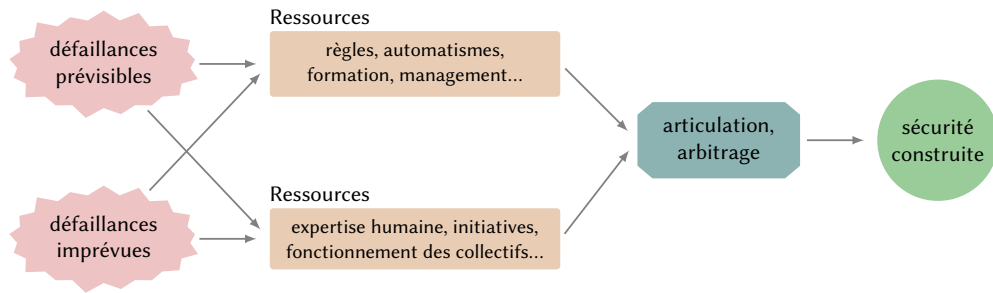 Ressources
défaillances
prévisibles
règles, automatismes,
formation, management...
articulation,
arbitrage
sécurité
construite
Ressources
défaillances
imprévues
expertise humaine, initiatives,
fonctionnement des collectifs...